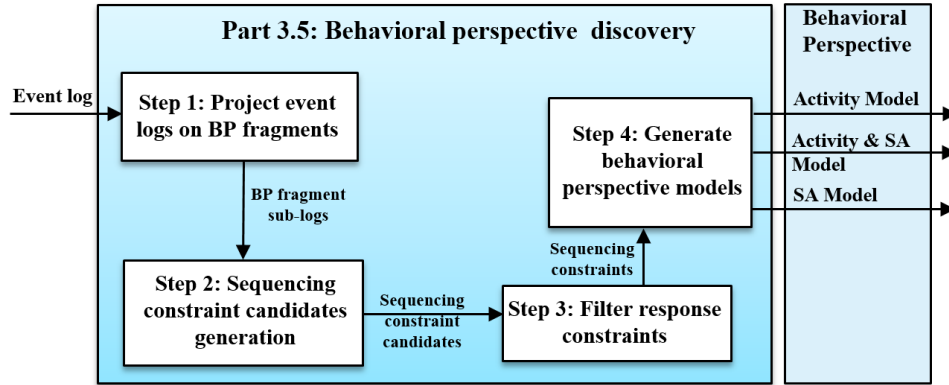 Part 3.5: Behavioral perspective discovery
Behavioral
Perspective
Event log
Step 1: Project event
logs on BP fragments
BP fragment
sub-logs
Step 2: Sequencing
constraint candidates
generation
Sequencing
constraint
candidates
Step 3: Filter response
constraints
Sequencing
constraints
Step 4: Generate
behavioral
perspective models
Activity Model
Activity & SA
Model
SA Model